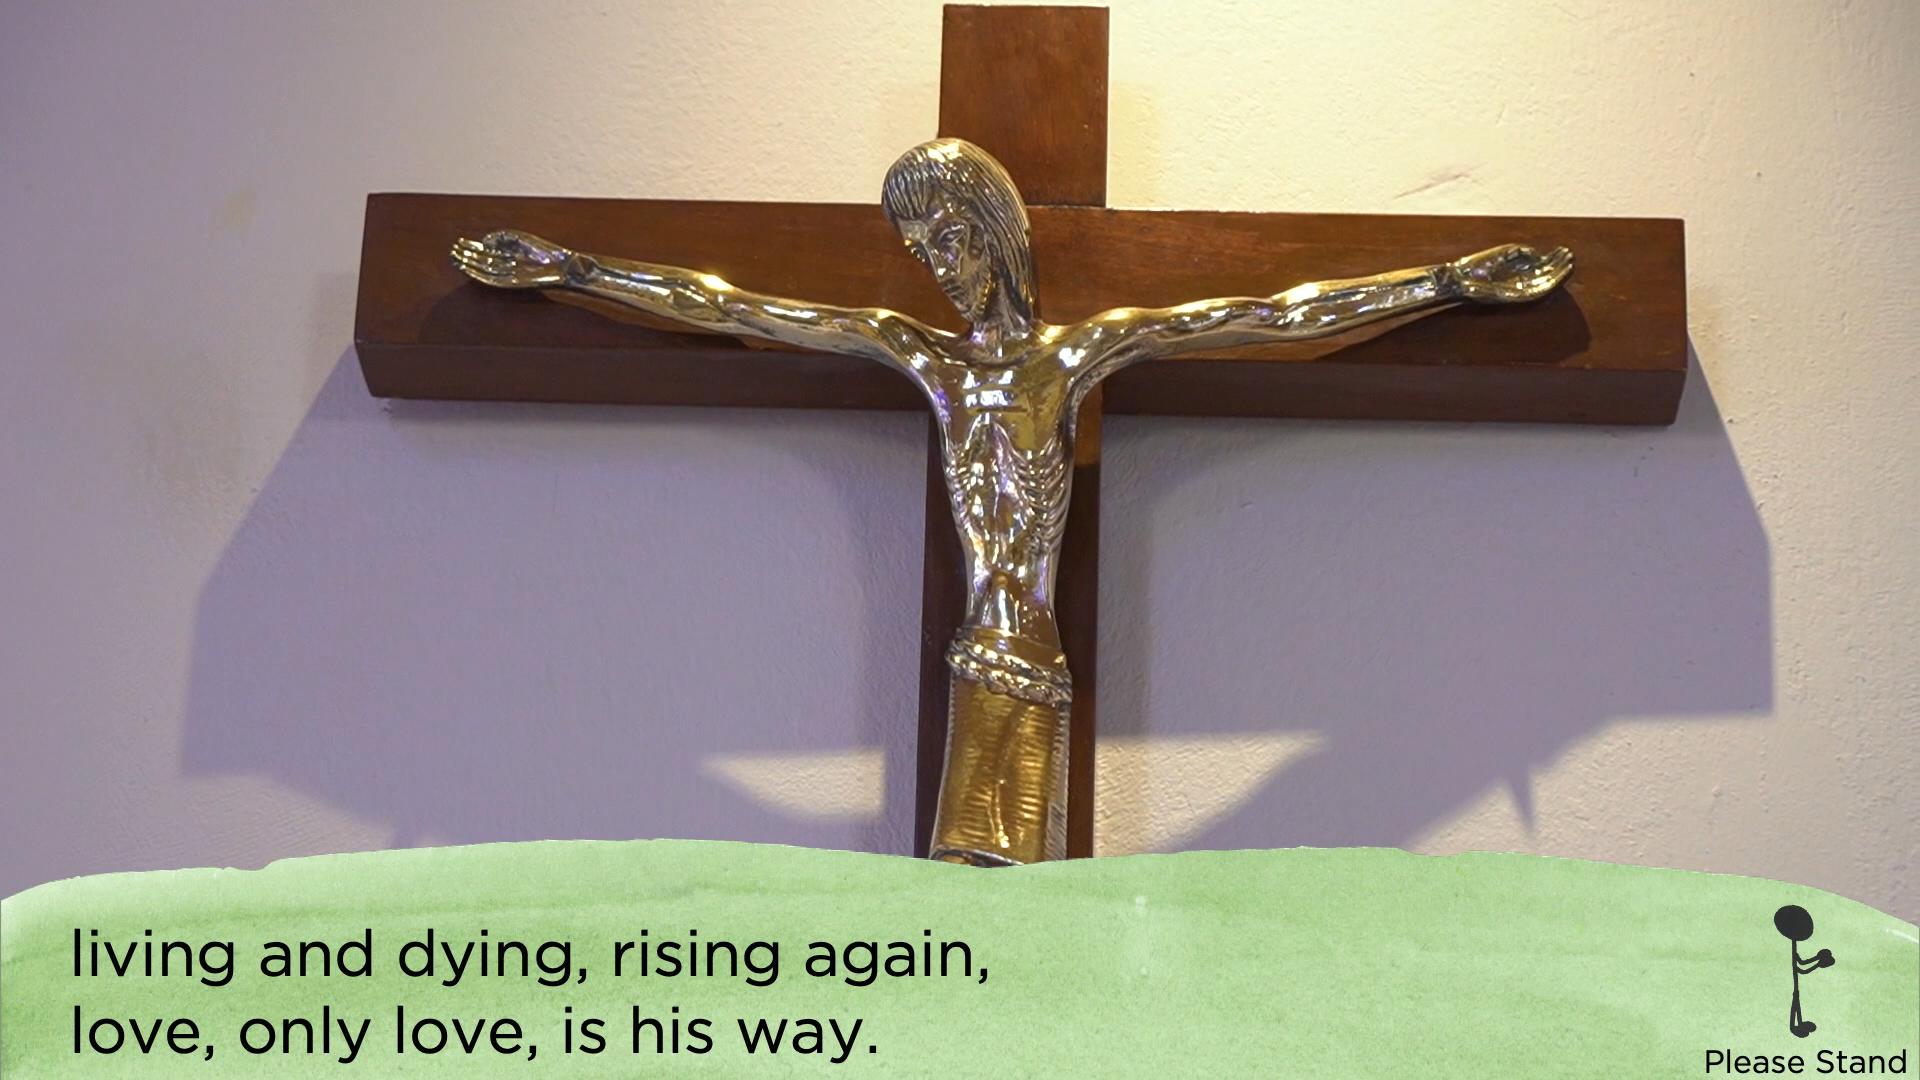 living and dying, rising again,
love, only love, is his way.
Please Stand